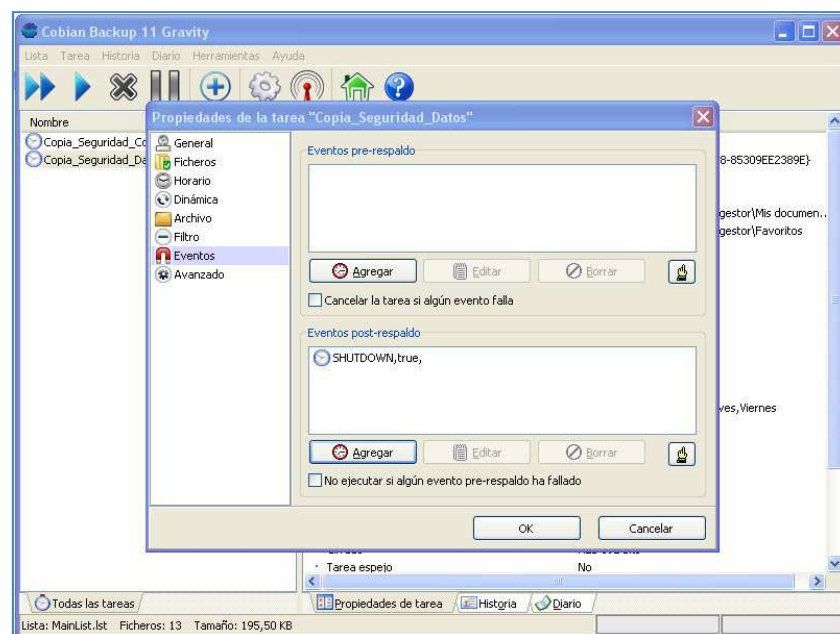 Cobian Backup 11 Gravity
Lista Tarea Historia Diario Herramientas Ayuda
Nombre
Copia_Seguridad_Co
Copia_Seguridad_Da
Propiedades de la tarea "Copia_Seguridad_Datos"
General
Ficheros
Horario
Dinámica
Archivo
Filtro
Eventos
Avanzado
Eventos pre-respaldo
Agregar Editar Borrar
Cancelar la tarea si algún evento falla
Eventos post-respaldo
SHUTDOWN,true,
Agregar Editar Borrar
No ejecutar si algún evento pre-respaldo ha fallado
OK Cancelar
8-85309EE2389E}
gestor\Mis documen...
gestor\Favoritos
ves,Viernes
Tarea espejo No
Todas las tareas
Propiedades de tarea Historia Diario
Lista: MainList.lst Ficheros: 13 Tamaño: 195,50 KB